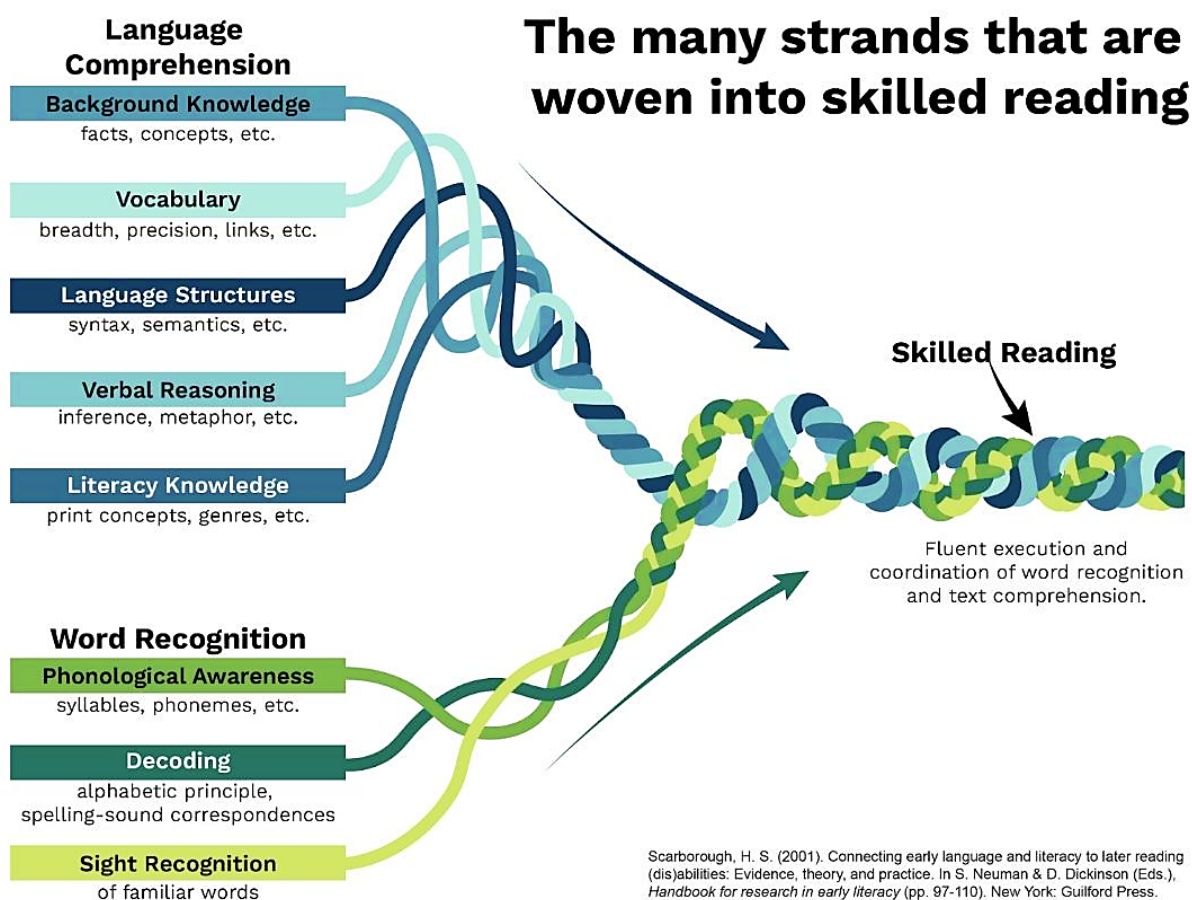 The many strands that are
woven into skilled reading
Language
Comprehension
Background Knowledge
facts, concepts, etc.
Vocabulary
breadth, precision, links, etc.
Language Structures
syntax, semantics, etc.
Verbal Reasoning
inference, metaphor, etc.
Literacy Knowledge
print concepts, genres, etc.
Word Recognition
Phonological Awareness
syllables, phonemes, etc.
Decoding
alphabetic principle,
spelling-sound correspondences
Sight Recognition
of familiar words
Skilled Reading
Fluent execution and
coordination of word recognition
and text comprehension.
Scarborough, H. S. (2001). Connecting early language and literacy to later reading
(dis)abilities: Evidence, theory, and practice. In S. Neuman & D. Dickinson (Eds.),
Handbook for research in early literacy (pp. 97-110). New York: Guilford Press.